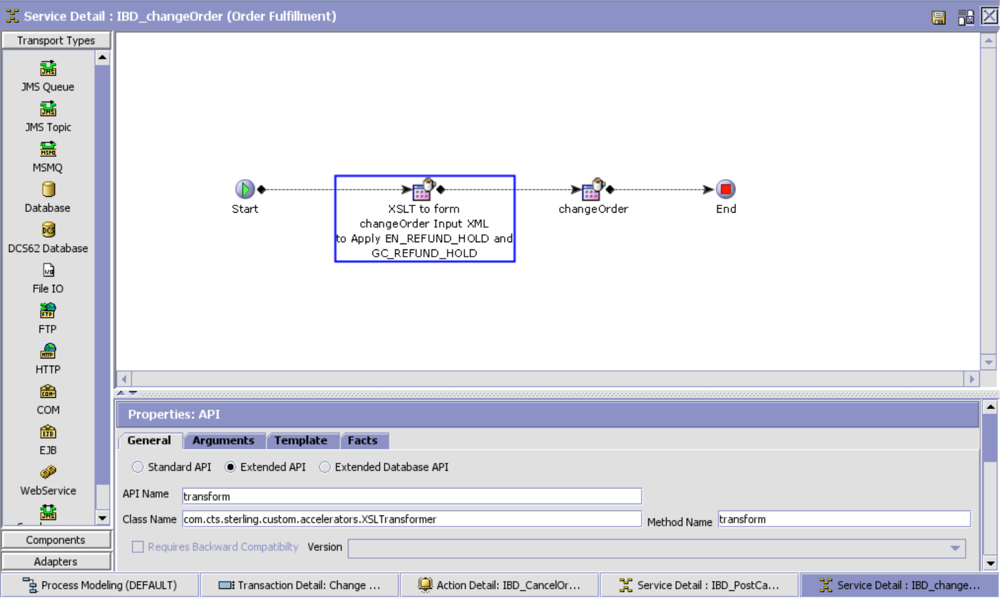 Service Detail : IBD_changeOrder (Order Fulfillment)
Transport Types
JMS Queue
JMS Topic
MSMQ
Database
DCS62 Database
File IO
FTP
HTTP
COM
EJB
WebService
Components
Adapters
Start
XSLT to form
changeOrder Input XML
to Apply EN_REFUND_HOLD and
GC_REFUND_HOLD
changeOrder
End
Properties: API
General Arguments Template Facts
Standard API Extended API Extended Database API
API Name transform
Class Name com.cts.sterling.custom.accelerators.XSLTransformer Method Name transform
Requires Backward Compatibilty Version
Process Modeling (DEFAULT) Transaction Detail: Change ... Action Detail: IBD_CancelOr... Service Detail : IBD_PostCa... Service Detail : IBD_change...